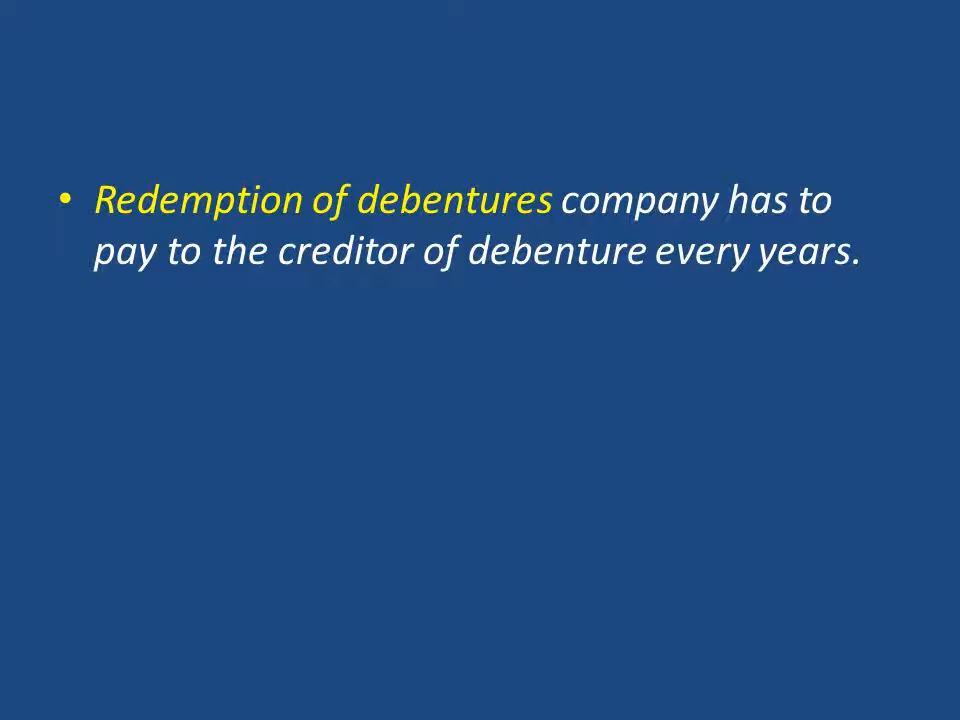 • Redemption of debentures company has to
pay to the creditor of debenture every years.